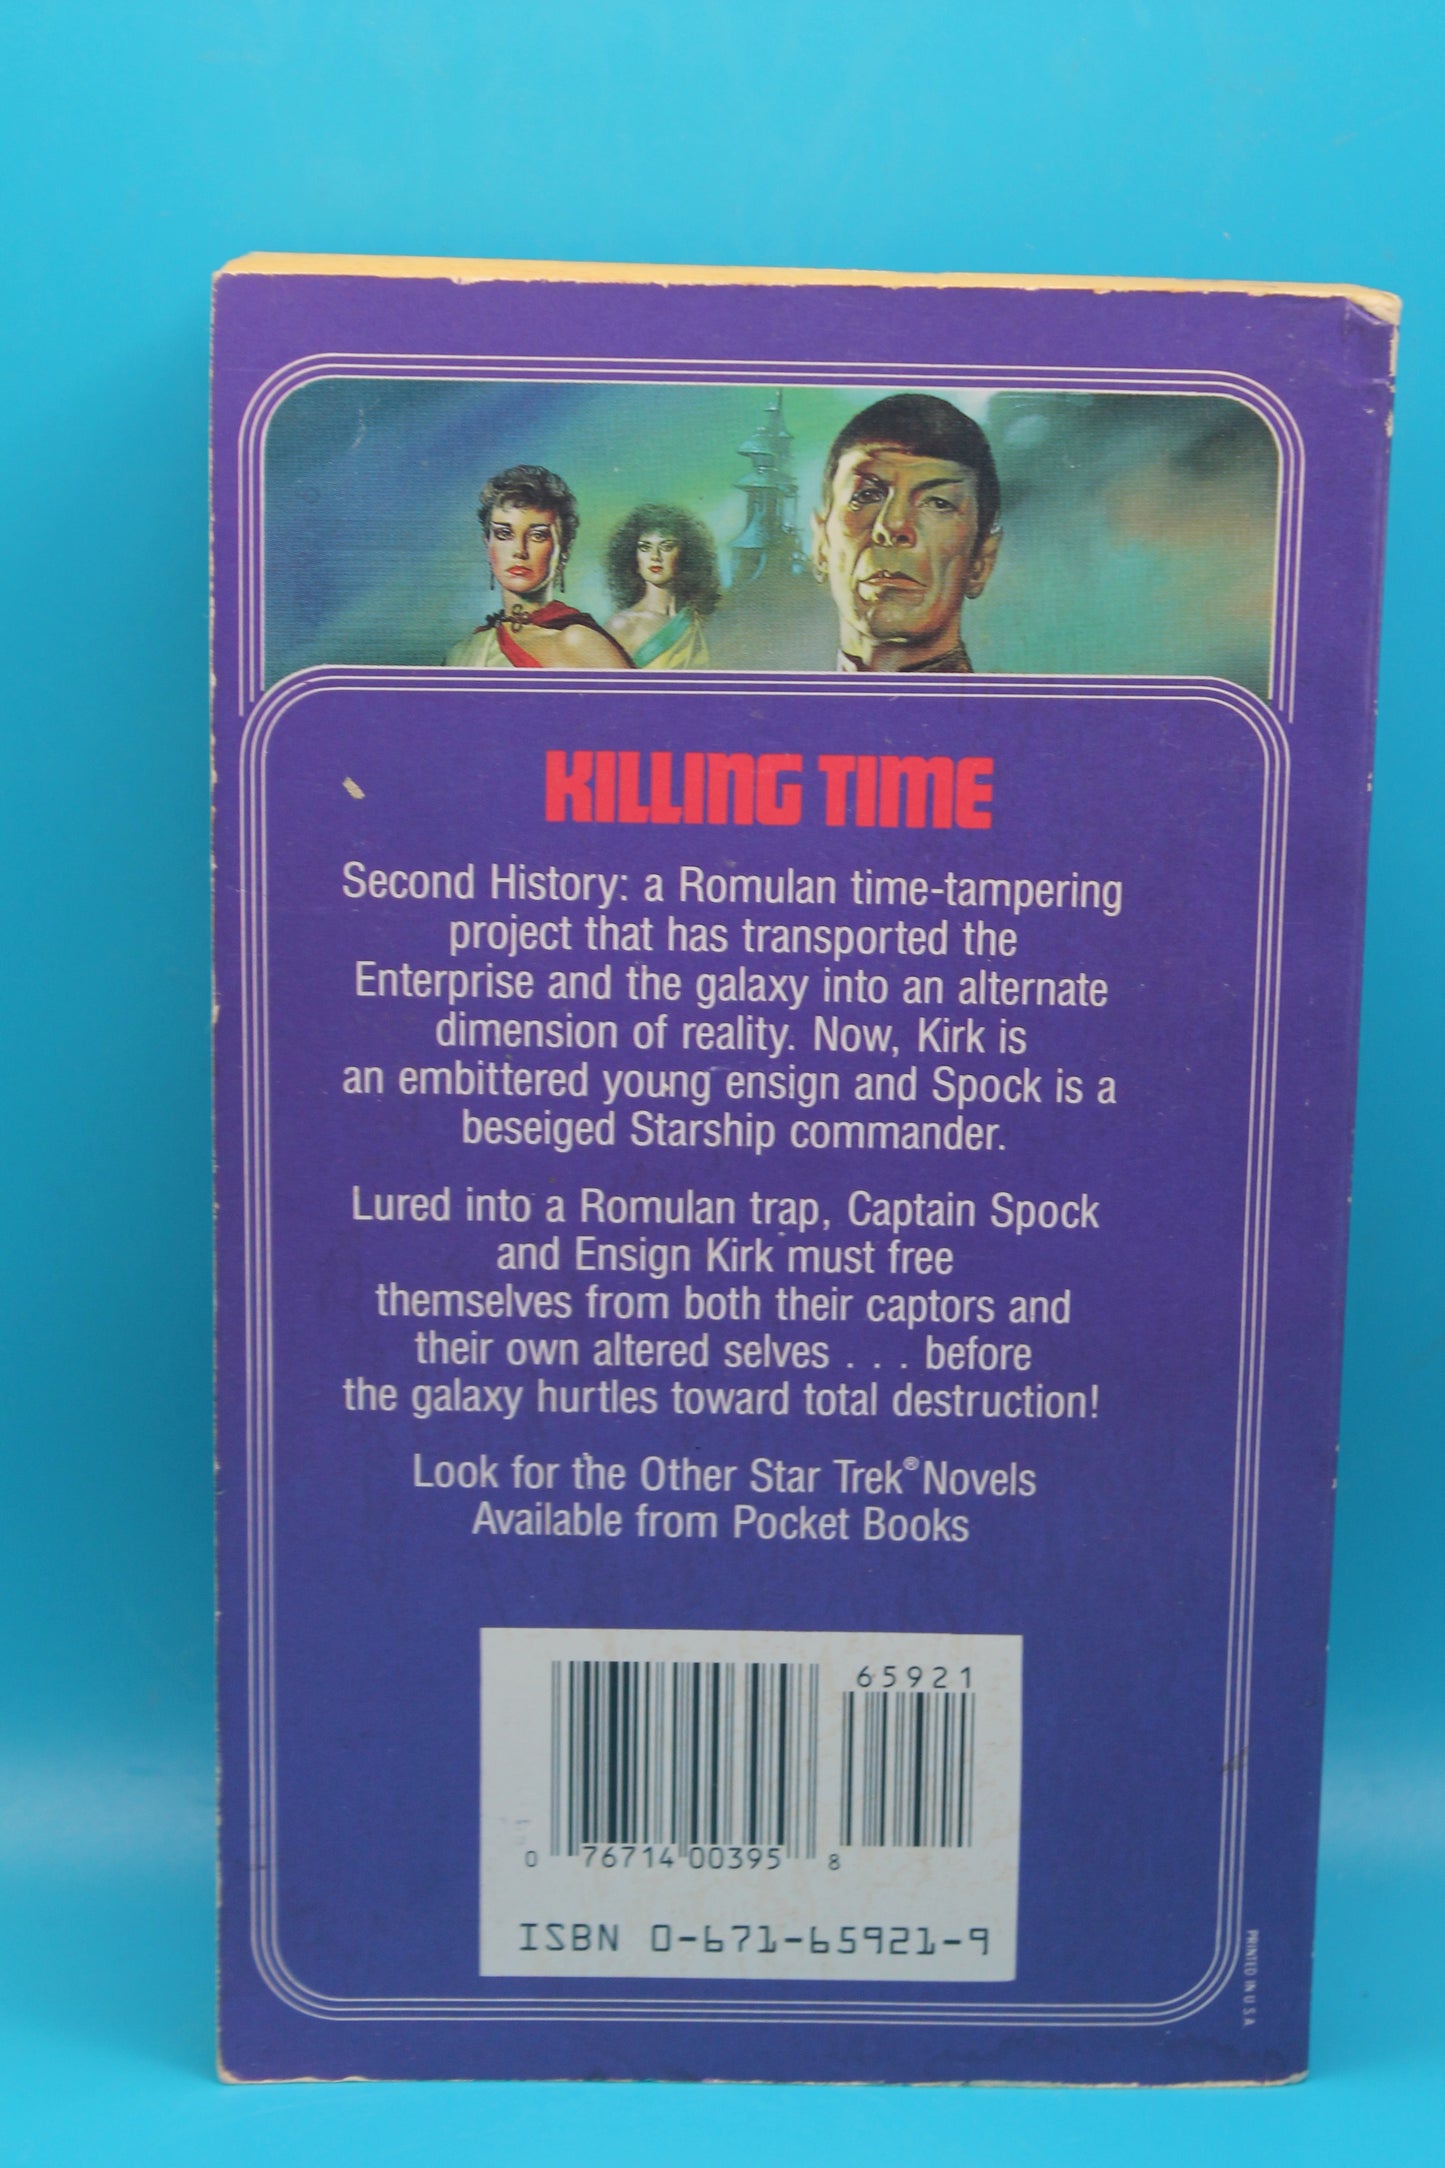 KILLING TIME
Second History: a Romulan time-tampering
project that has transported the
Enterprise and the galaxy into an alternate
dimension of reality. Now, Kirk is
an embittered young ensign and Spock is a
beseiged Starship commander.
Lured into a Romulan trap, Captain Spock
and Ensign Kirk must free
themselves from both their captors and
their own altered selves . . . before
the galaxy hurtles toward total destruction!
Look for the Other Star Trek® Novels
Available from Pocket Books
65921
0 76714 00395 8
ISBN 0-671-65921-9
PRINTED IN U.S.A.